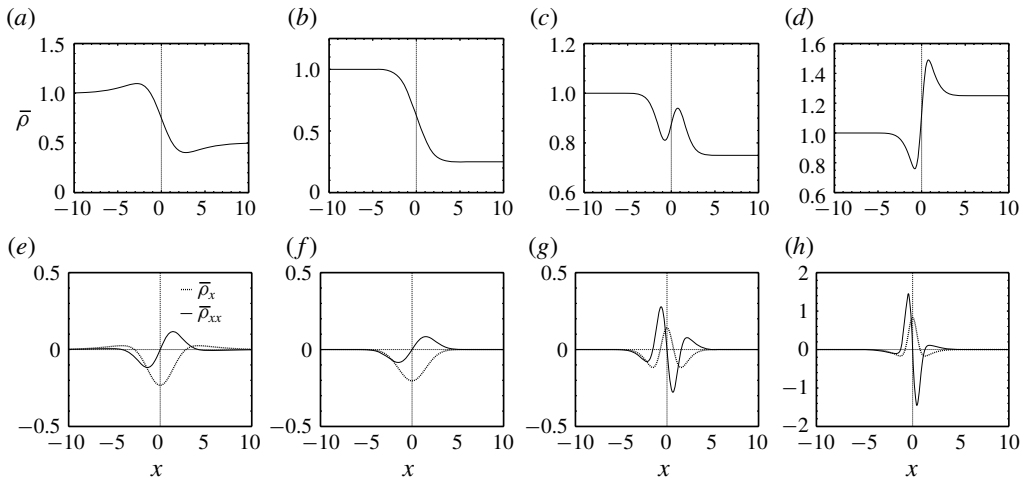 (a) (b) (c) (d)
1.5 1.0 0.5 0
ρ̄
−10 −5 0 5 10
1.0 0.5 0
−10 −5 0 5 10
1.2 1.0 0.8 0.6
−10 −5 0 5 10
1.6 1.4 1.2 1.0 0.8 0.6
−10 −5 0 5 10
(e) (f) (g) (h)
0.5 0 −0.5
ρ̄x
ρ̄xx
−10 −5 0 5 10
x
0.5 0 −0.5
−10 −5 0 5 10
x
0.5 0 −0.5
−10 −5 0 5 10
x
2 1 0 −1 −2
−10 −5 0 5 10
x